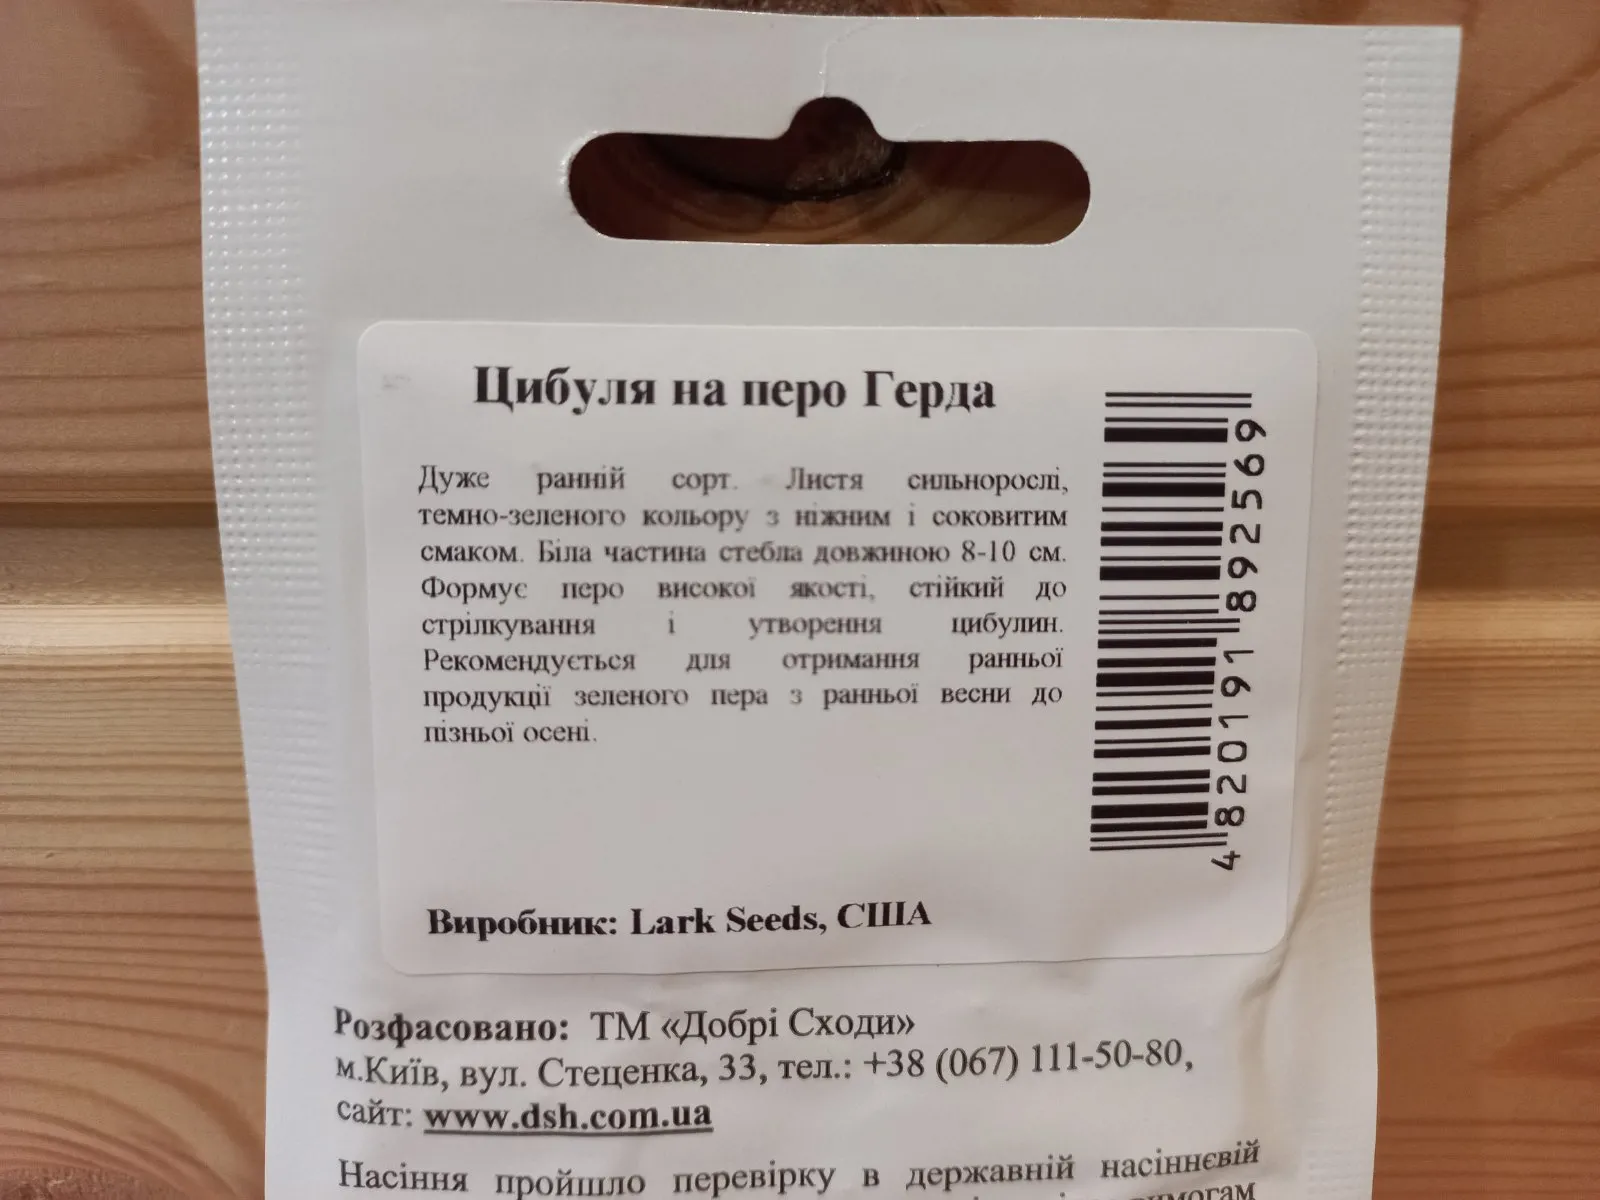 Цибуля на перо Герда
Дуже ранній сорт. Листя сильнорослі,
темно-зеленого кольору з ніжним і соковитим
смаком. Біла частина стебла довжиною 8-10 см.
Формує перо високої якості, стійкий до
стрілкування і утворення цибулин.
Рекомендується для отримання ранньої
продукції зеленого пера з ранньої весни до
пізньої осені.
4820191892569
Виробник: Lark Seeds, США
Розфасовано: ТМ «Добрі Сходи»
м.Київ, вул. Стеценка, 33, тел.: +38 (067) 111-50-80,
сайт: www.dsh.com.ua
Насіння пройшло перевірку в державній насіннєвій